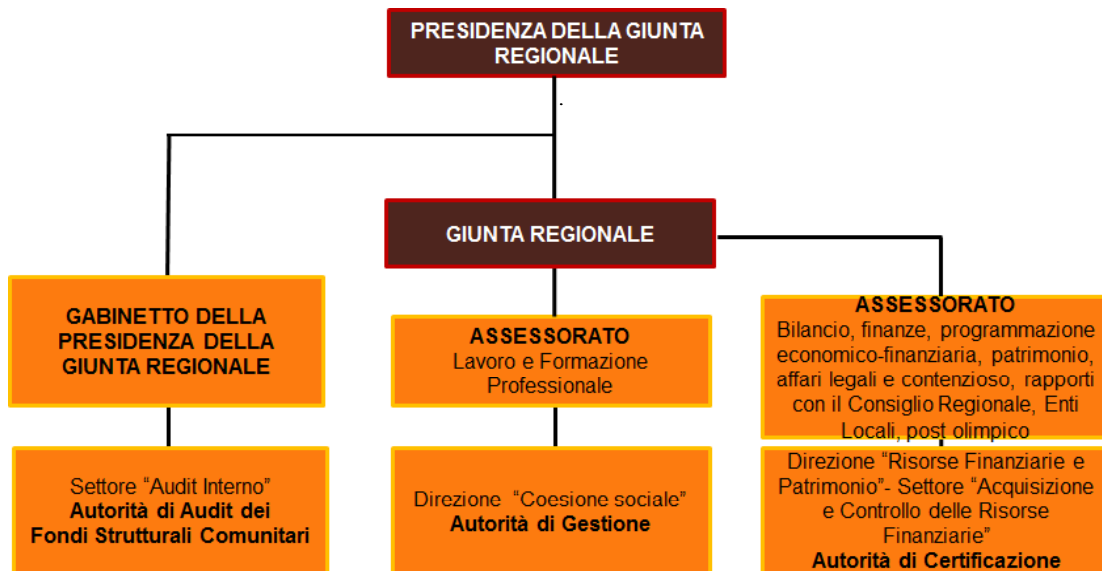 PRESIDENZA DELLA GIUNTA
REGIONALE
GIUNTA REGIONALE
GABINETTO DELLA
PRESIDENZA DELLA
GIUNTA REGIONALE
ASSESSORATO
Lavoro e Formazione
Professionale
ASSESSORATO
Bilancio, finanze, programmazione
economico-finanziaria, patrimonio,
affari legali e contenzioso, rapporti
con il Consiglio Regionale, Enti
Locali, post olimpico
Settore “Audit Interno”
Autorità di Audit dei
Fondi Strutturali Comunitari
Direzione “Coesione sociale”
Autorità di Gestione
Direzione “Risorse Finanziarie e
Patrimonio”- Settore “Acquisizione
e Controllo delle Risorse
Finanziarie”
Autorità di Certificazione